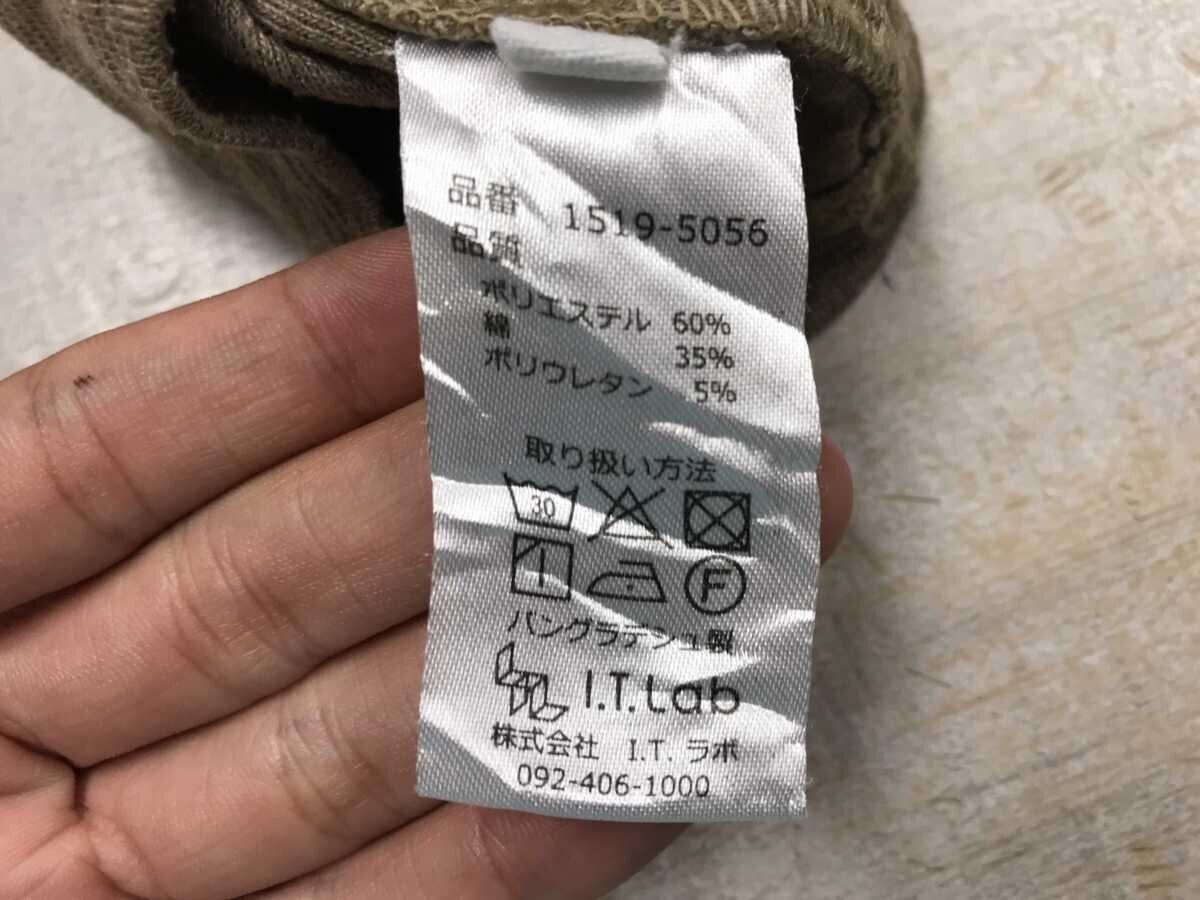 品番 1519-5056
品質
ポリエステル 60%
綿 35%
ポリウレタン 5%
取り扱い方法
30
F
バングラデシュ製
I.T.Lab
株式会社 I.T.ラボ
092-406-1000